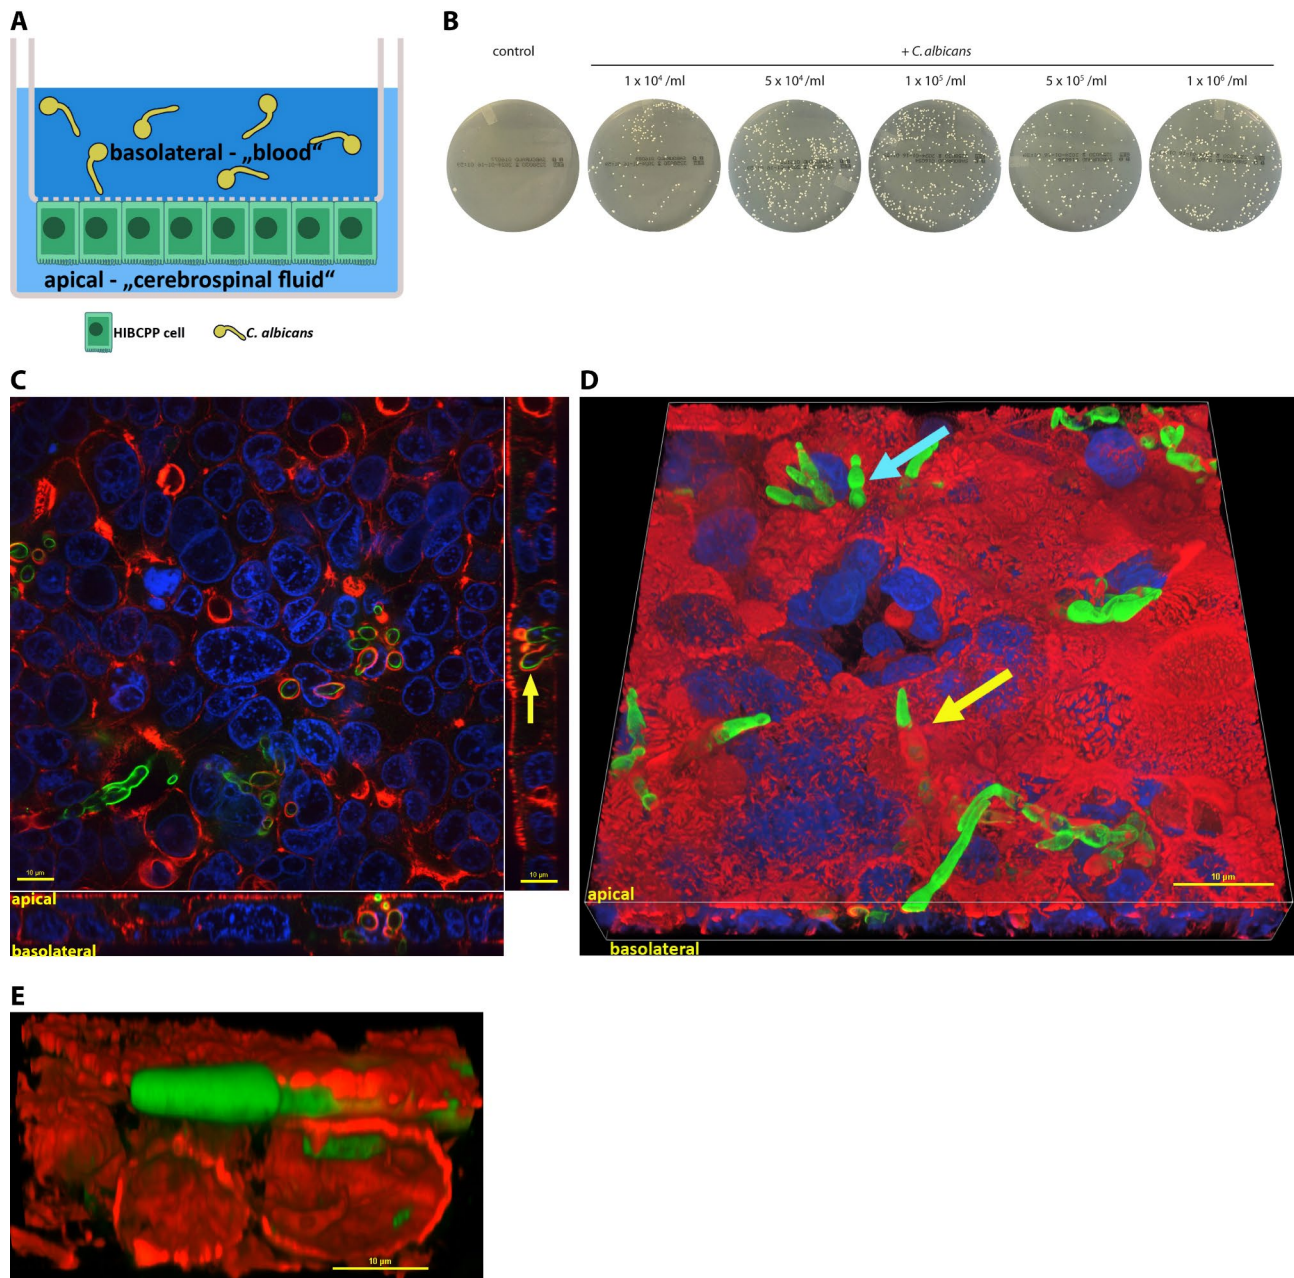 A
basolateral - „blood“
apical - „cerebrospinal fluid“
HIBCPP cell
C. albicans
B
control
+ C. albicans
1 x 10⁴ /ml
5 x 10⁴ /ml
1 x 10⁵ /ml
5 x 10⁵ /ml
1 x 10⁶ /ml
C
10 µm
10 µm
apical
basolateral
D
10 µm
apical
basolateral
E
10 µm